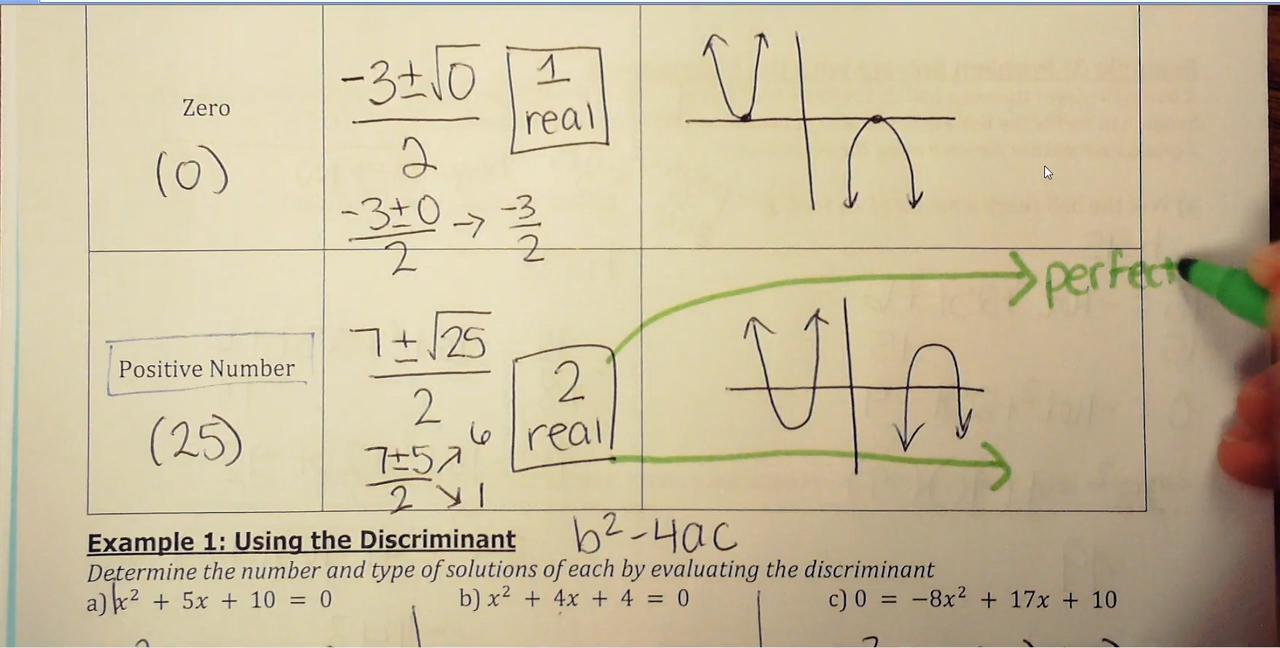 Zero
(0)
-3±√0
2
1
real
-3±0 → -3
2
2
perfect
Positive Number
(25)
7±√25
2
2
real
7±5 ↗ 6
2 ↘ 1
Example 1: Using the Discriminant b²-4ac
Determine the number and type of solutions of each by evaluating the discriminant
a) x² + 5x + 10 = 0 b) x² + 4x + 4 = 0 c) 0 = −8x² + 17x + 10